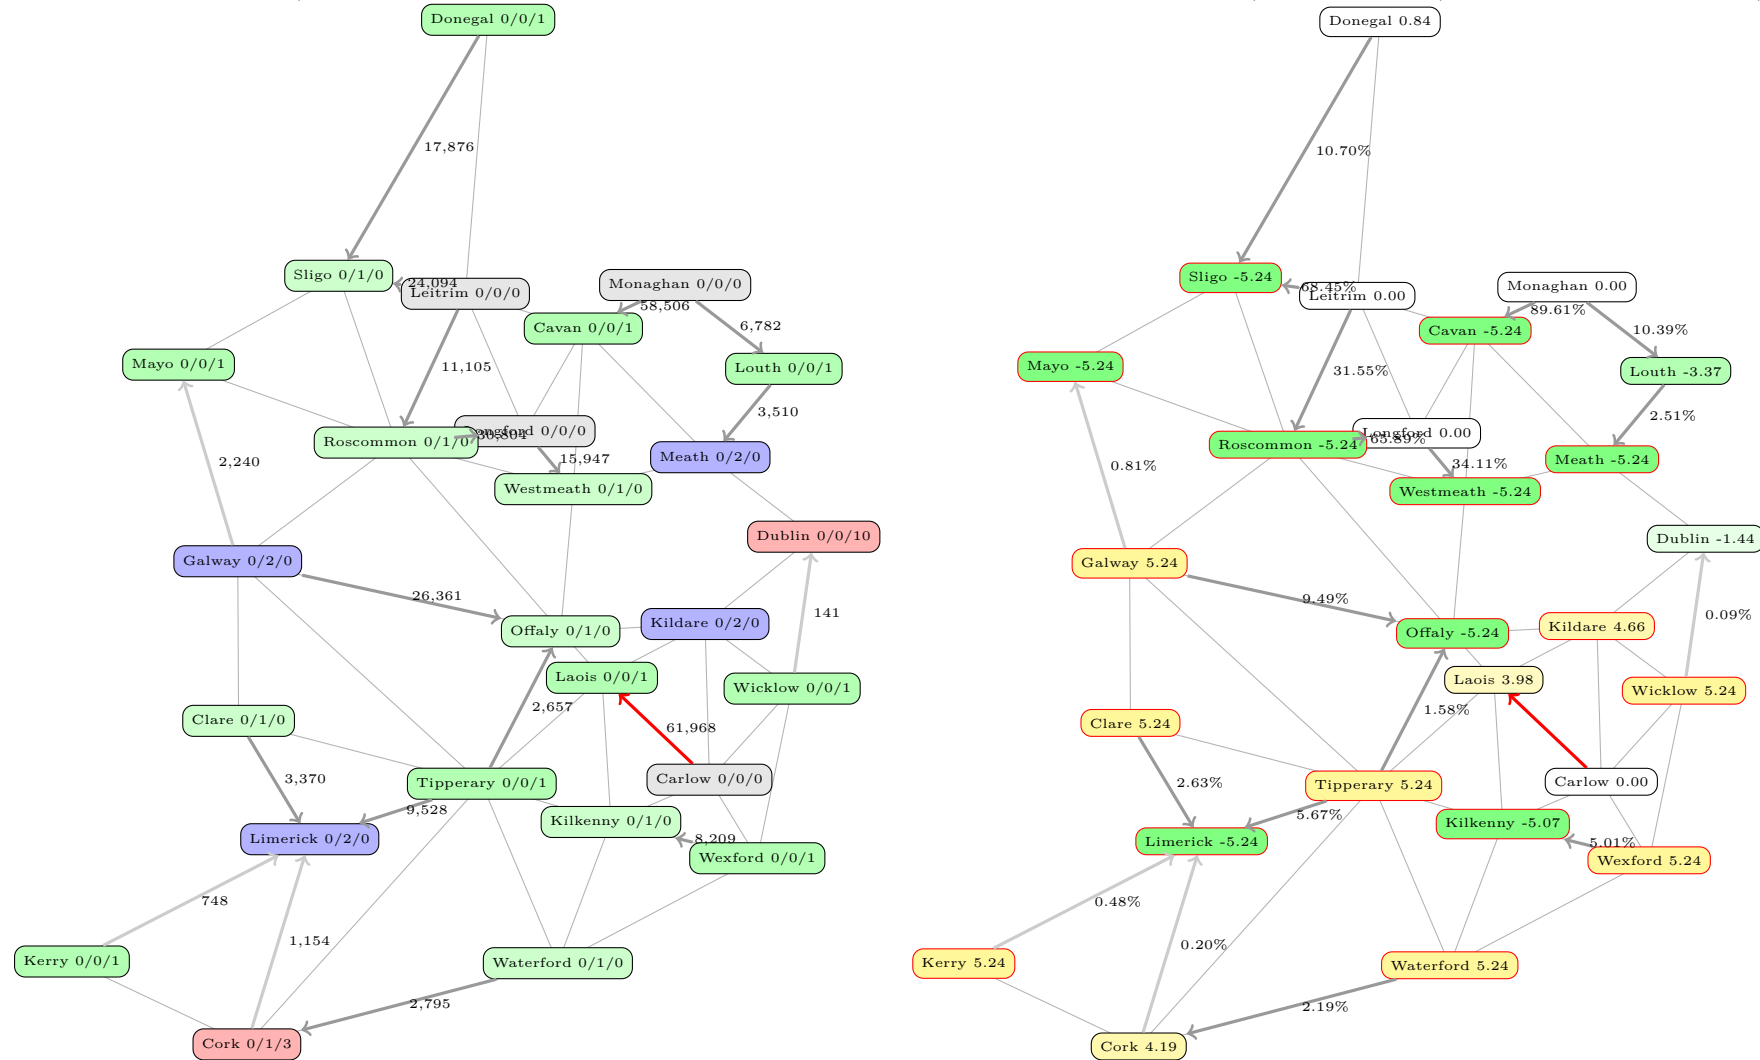 Donegal 0/0/1
17,876
Sligo 0/1/0
24,094
Leitrim 0/0/0
Monaghan 0/0/0
58,506
Cavan 0/0/1
6,782
Mayo 0/0/1
11,105
Louth 0/0/1
3,510
Roscommon 0/1/0
30,804
Longford 0/0/0
2,240
15,947
Meath 0/2/0
Westmeath 0/1/0
Dublin 0/0/10
Galway 0/2/0
26,361
Offaly 0/1/0
Kildare 0/2/0
141
Laois 0/0/1
Wicklow 0/0/1
Clare 0/1/0
2,657
61,968
3,370
Tipperary 0/0/1
Carlow 0/0/0
9,528
Limerick 0/2/0
Kilkenny 0/1/0
8,209
Wexford 0/0/1
748
1,154
Kerry 0/0/1
Waterford 0/1/0
2,795
Cork 0/1/3
Donegal 0.84
10.70%
Sligo -5.24
68.45%
Leitrim 0.00
Monaghan 0.00
89.61%
Cavan -5.24
10.39%
Mayo -5.24
31.55%
Louth -3.37
2.51%
Roscommon -5.24
65.89%
Longford 0.00
0.81%
34.11%
Meath -5.24
Westmeath -5.24
Dublin -1.44
Galway 5.24
9.49%
Offaly -5.24
Kildare 4.66
0.09%
Laois 3.98
Wicklow 5.24
Clare 5.24
1.58%
2.63%
Tipperary 5.24
Carlow 0.00
5.67%
Limerick -5.24
Kilkenny -5.07
5.01%
Wexford 5.24
0.48%
0.20%
Kerry 5.24
Waterford 5.24
2.19%
Cork 4.19